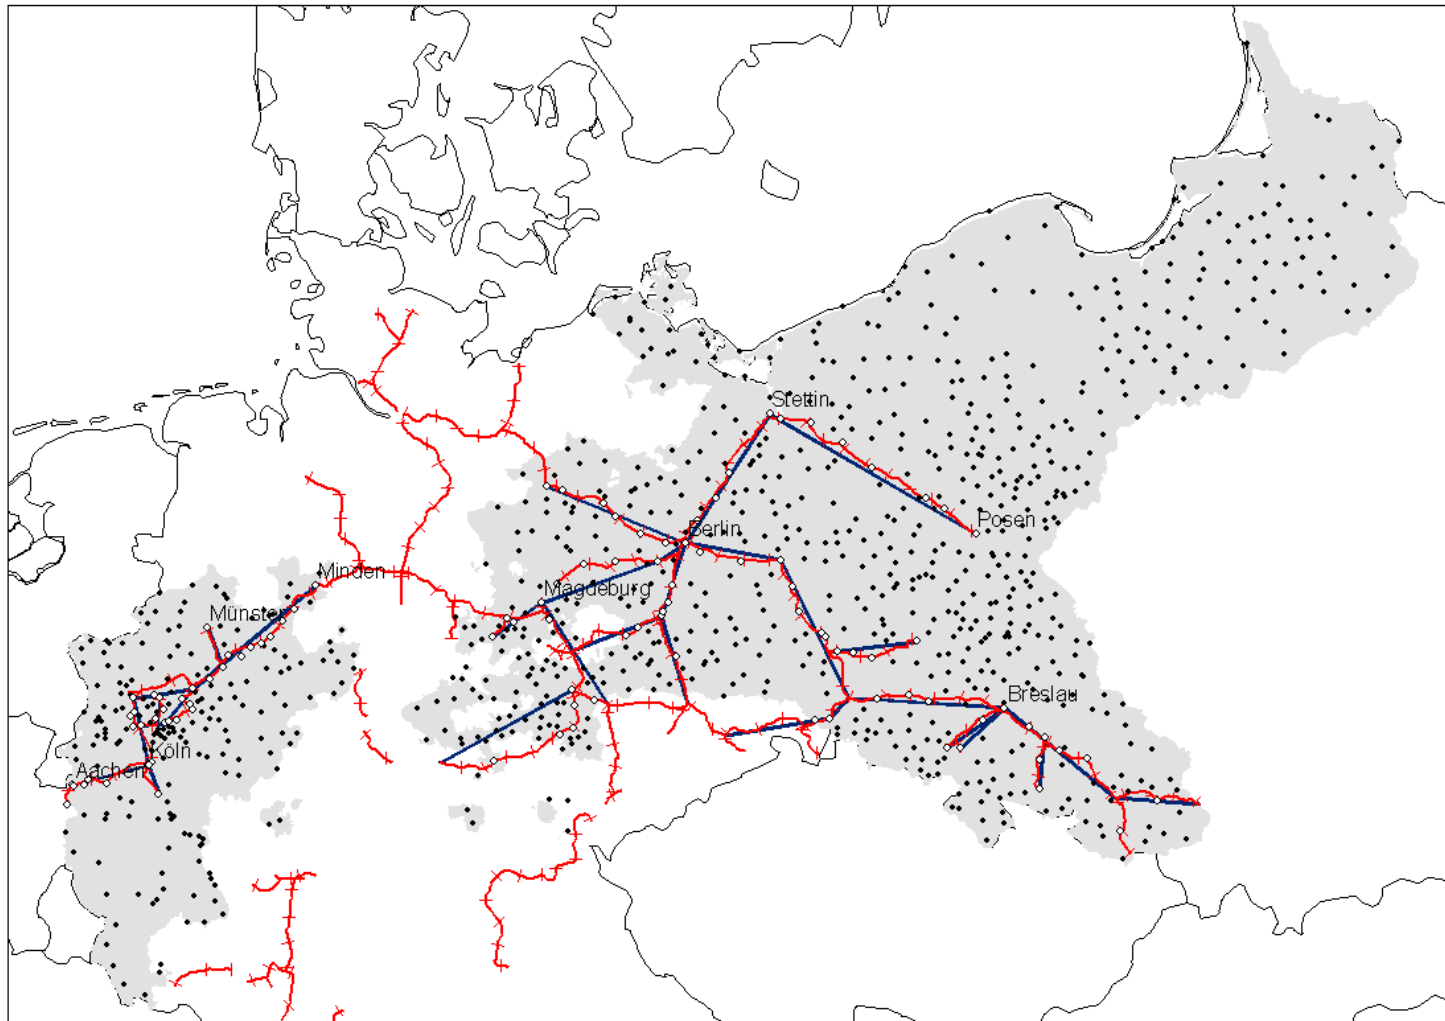 Stettin
Posen
Berlin
Minden
Magdeburg
Münster
Breslau
Köln
Aachen